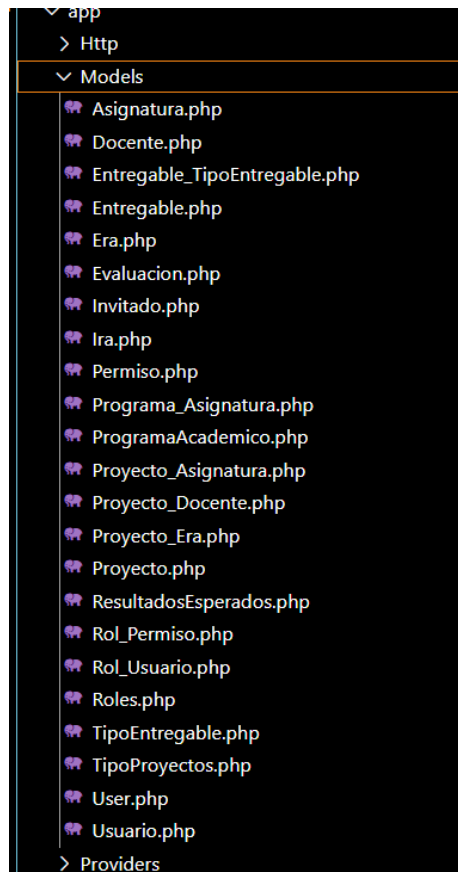 app
Http
Models
Asignatura.php
Docente.php
Entregable_TipoEntregable.php
Entregable.php
Era.php
Evaluacion.php
Invitado.php
Ira.php
Permiso.php
Programa_Asignatura.php
ProgramaAcademico.php
Proyecto_Asignatura.php
Proyecto_Docente.php
Proyecto_Era.php
Proyecto.php
ResultadosEsperados.php
Rol_Permiso.php
Rol_Usuario.php
Roles.php
TipoEntregable.php
TipoProyectos.php
User.php
Usuario.php
Providers